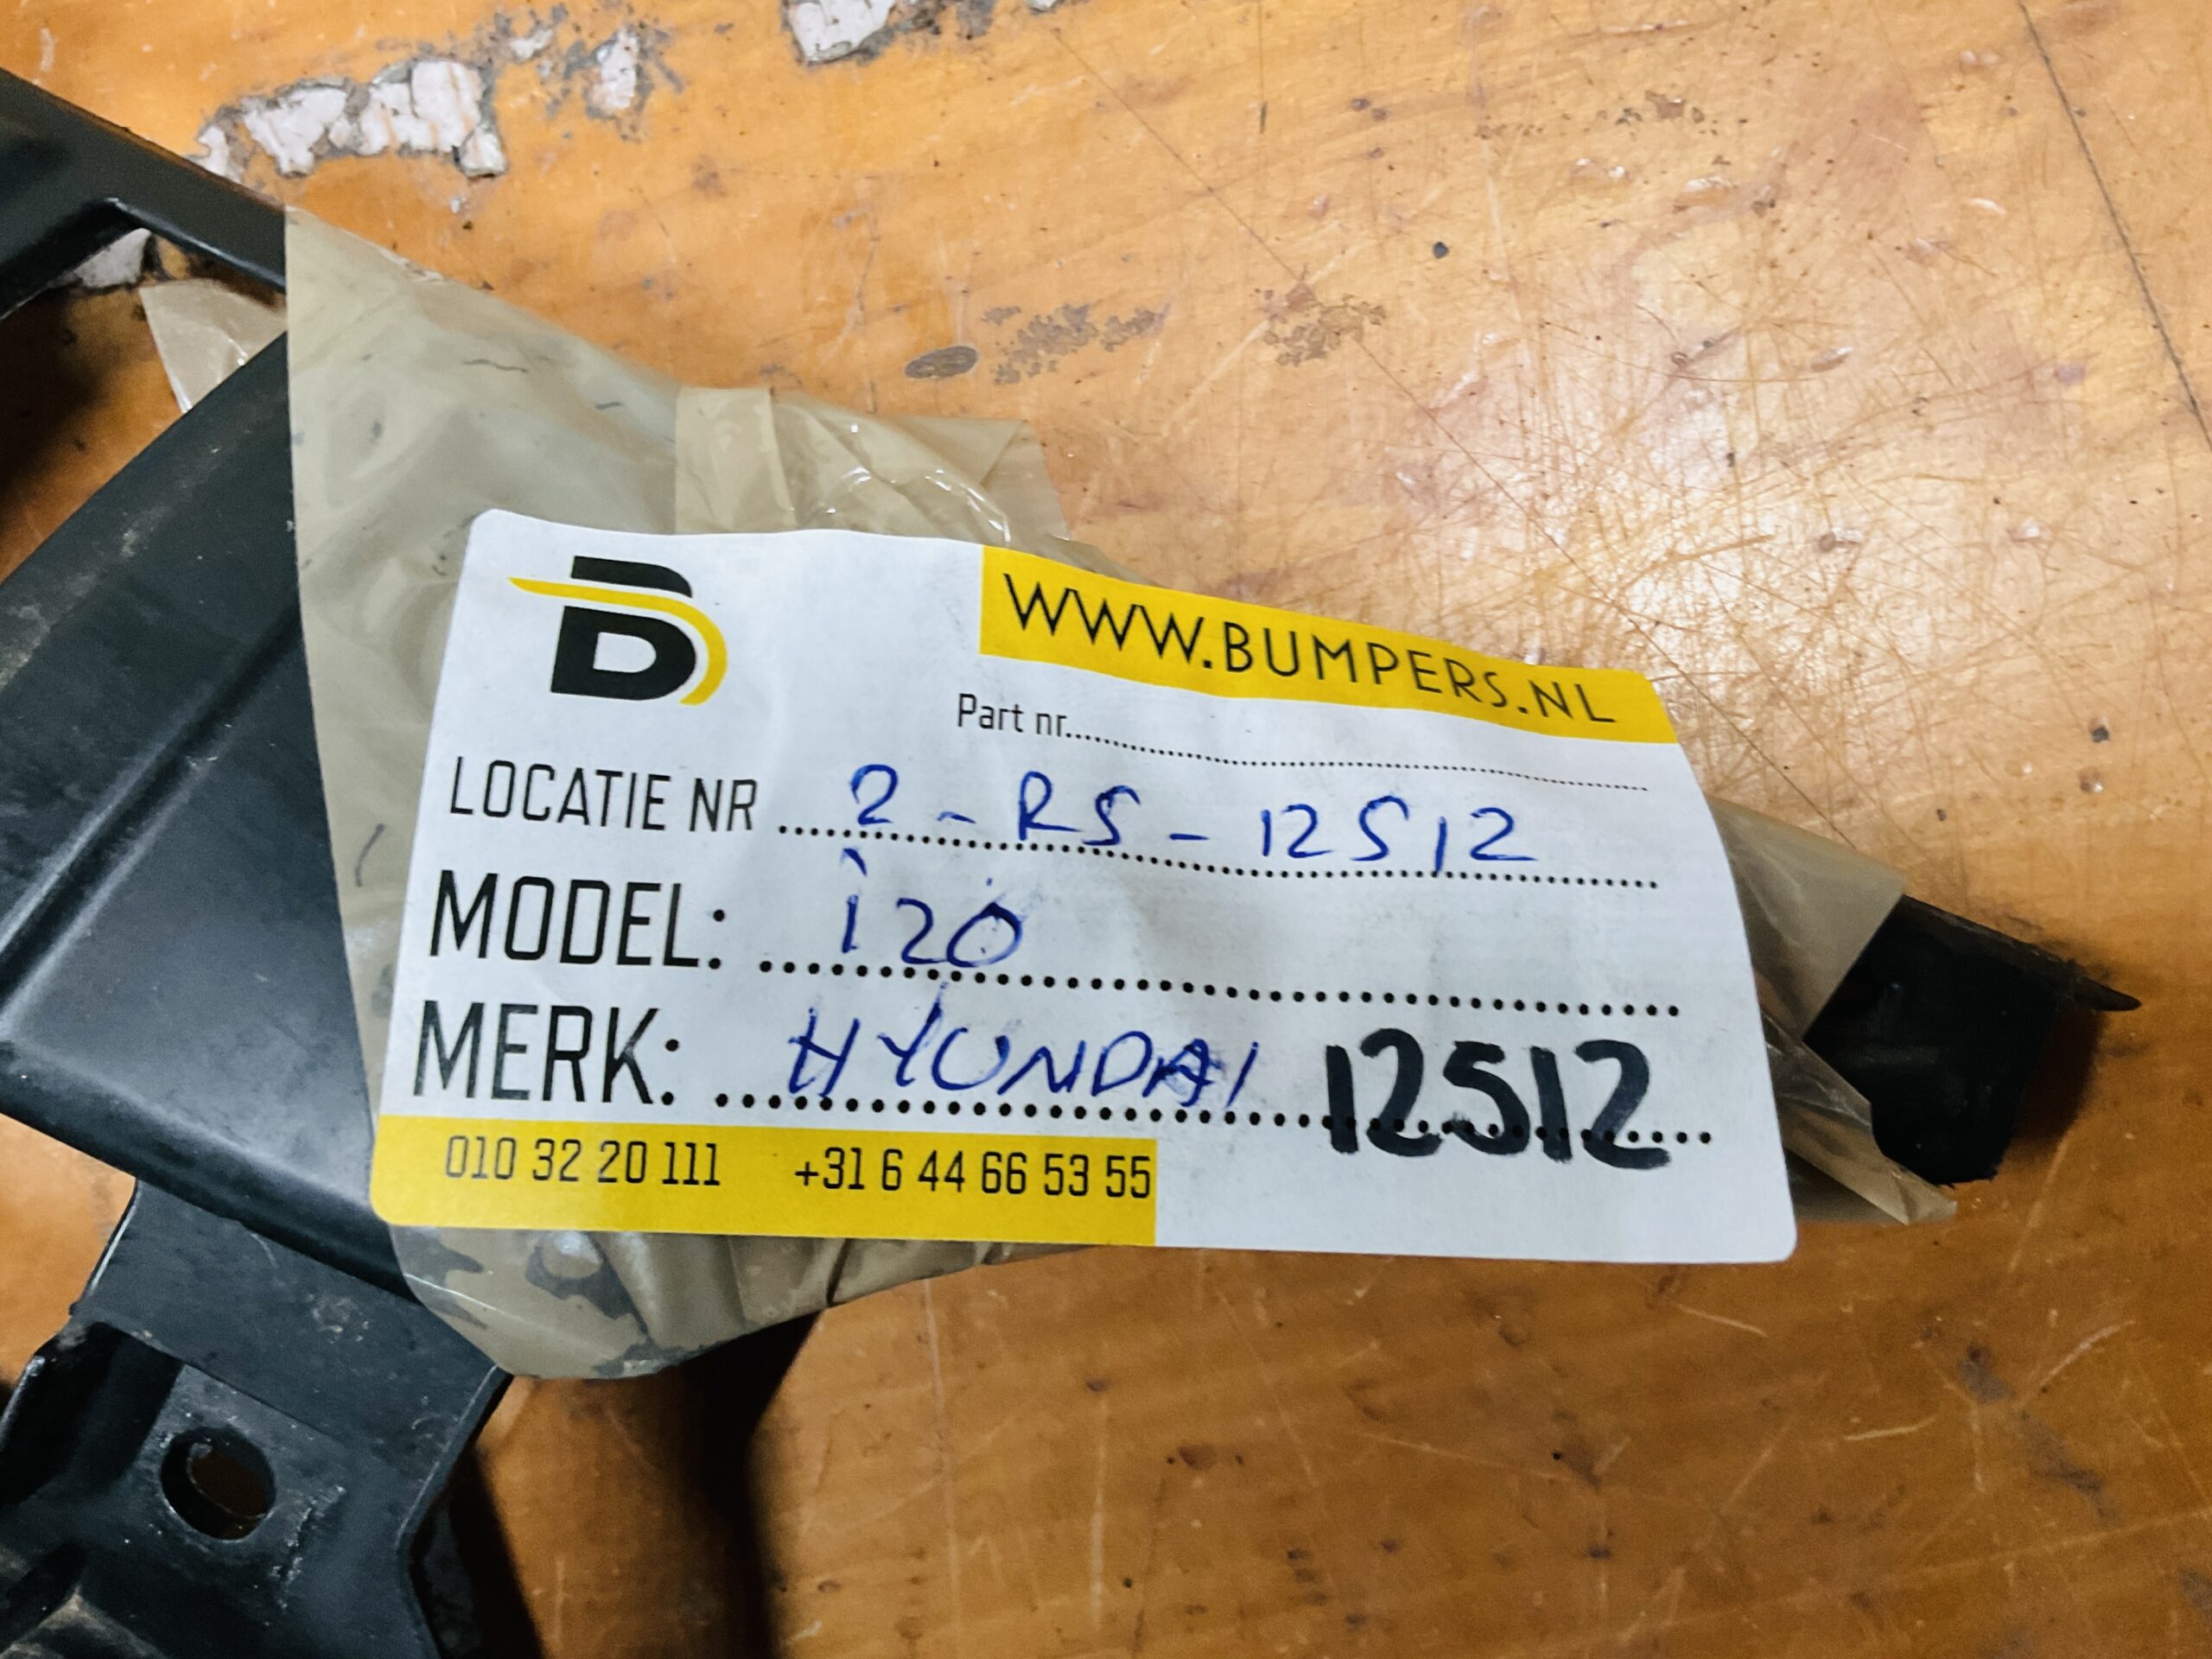 B
WWW.BUMPERS.NL
Part nr..............................
LOCATIE NR 2 - RS - 12512
MODEL: i20
MERK: HYUNDAI 12512
010 32 20 111 +31 6 44 66 53 55